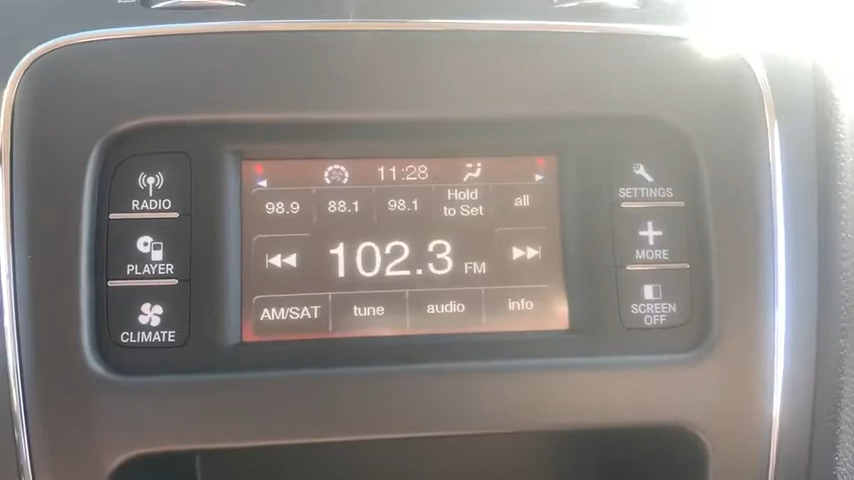 11:28
98.9 88.1 98.1 Hold to Set all
102.3 FM
AM/SAT tune audio info
RADIO
PLAYER
CLIMATE
SETTINGS
MORE
SCREEN
OFF